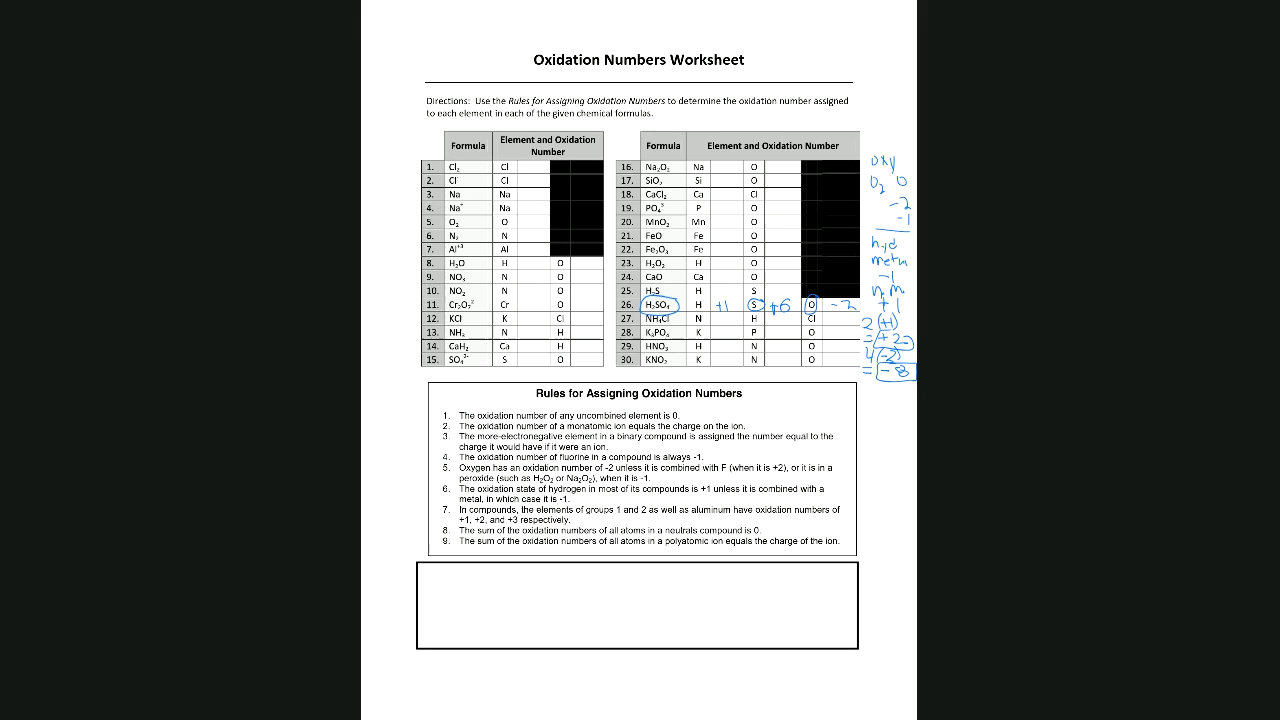 Oxidation Numbers Worksheet
Directions: Use the Rules for Assigning Oxidation Numbers to determine the oxidation number assigned
to each element in each of the given chemical formulas.
Formula Element and Oxidation Number
1. Cl₂ Cl
2. Cl⁻ Cl
3. Na Na
4. Na⁺ Na
5. O₂ O
6. N₂ N
7. Al⁺³ Al
8. H₂O H O
9. NO₃ N O
10. NO₂ N O
11. Cr₂O₇² Cr O
12. KCl K Cl
13. NH₃ N H
14. CaH₂ Ca H
15. SO₄²⁻ S O
Formula Element and Oxidation Number
16. Na₂O₂ Na O
17. SiO₂ Si O
18. CaCl₂ Ca Cl
19. PO₄³ P O
20. MnO₂ Mn O
21. FeO Fe O
22. Fe₂O₃ Fe O
23. H₂O₂ H O
24. CaO Ca O
25. H₂S H S
26. H₂SO₄ H +1 S +6 O -2
27. NH₄Cl N H Cl
28. K₃PO₄ K P O
29. HNO₃ H N O
30. KNO₂ K N O
oxy
O₂ 0
-2
-1
hyd
metal
-1
n.m
+1
2(+1)
= +2
4(-2)
= -8
Rules for Assigning Oxidation Numbers
1. The oxidation number of any uncombined element is 0.
2. The oxidation number of a monatomic ion equals the charge on the ion.
3. The more-electronegative element in a binary compound is assigned the number equal to the
charge it would have if it were an ion.
4. The oxidation number of fluorine in a compound is always -1.
5. Oxygen has an oxidation number of -2 unless it is combined with F (when it is +2), or it is in a
peroxide (such as H₂O₂ or Na₂O₂), when it is -1.
6. The oxidation state of hydrogen in most of its compounds is +1 unless it is combined with a
metal, in which case it is -1.
7. In compounds, the elements of groups 1 and 2 as well as aluminum have oxidation numbers of
+1, +2, and +3 respectively.
8. The sum of the oxidation numbers of all atoms in a neutrals compound is 0.
9. The sum of the oxidation numbers of all atoms in a polyatomic ion equals the charge of the ion.